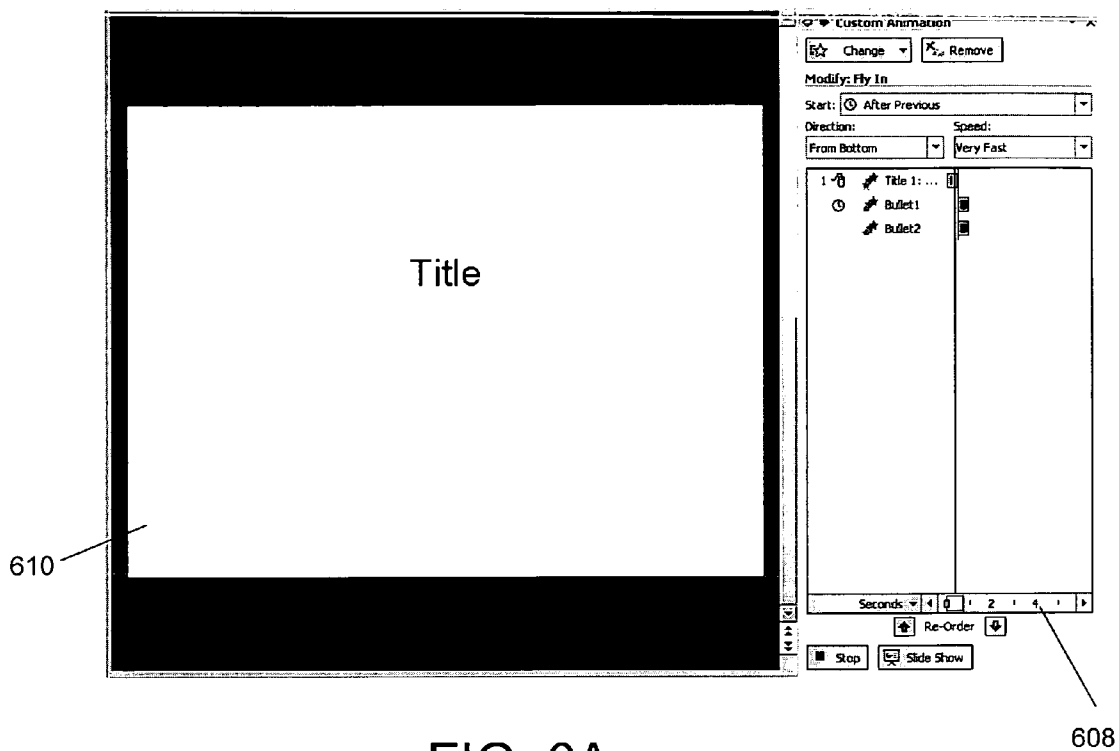 Custom Animation
Change Remove
Modify: Fly In
Start: After Previous
Direction: Speed:
From Bottom Very Fast
1 Title 1: ...
Bullet1
Bullet2
Title
610
Seconds 0 2 4
Re-Order
Stop Slide Show
608